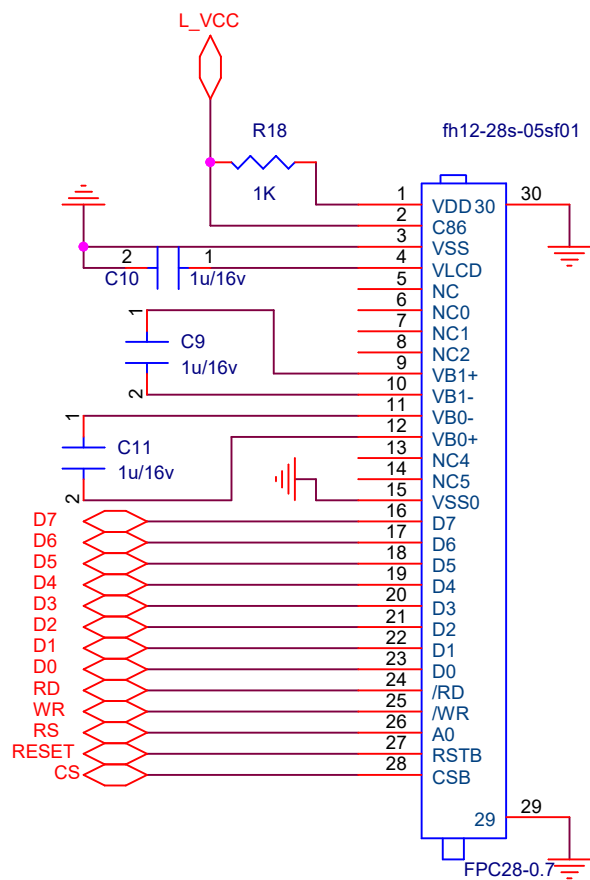 L_VCC
R18
1K
fh12-28s-05sf01
1 VDD 30 30
2 C86
3 VSS
4 VLCD
2 C10 1 1u/16v
5 NC
6 NC0
7 NC1
8 NC2
1 C9 1u/16v 2
9 VB1+
10 VB1-
11 VB0-
12 VB0+
1 C11 1u/16v 2
13 NC4
14 NC5
15 VSS0
D7 16 D7
D6 17 D6
D5 18 D5
D4 19 D4
D3 20 D3
D2 21 D2
D1 22 D1
D0 23 D0
RD 24 /RD
WR 25 /WR
RS 26 A0
RESET 27 RSTB
CS 28 CSB
29 29
FPC28-0.7